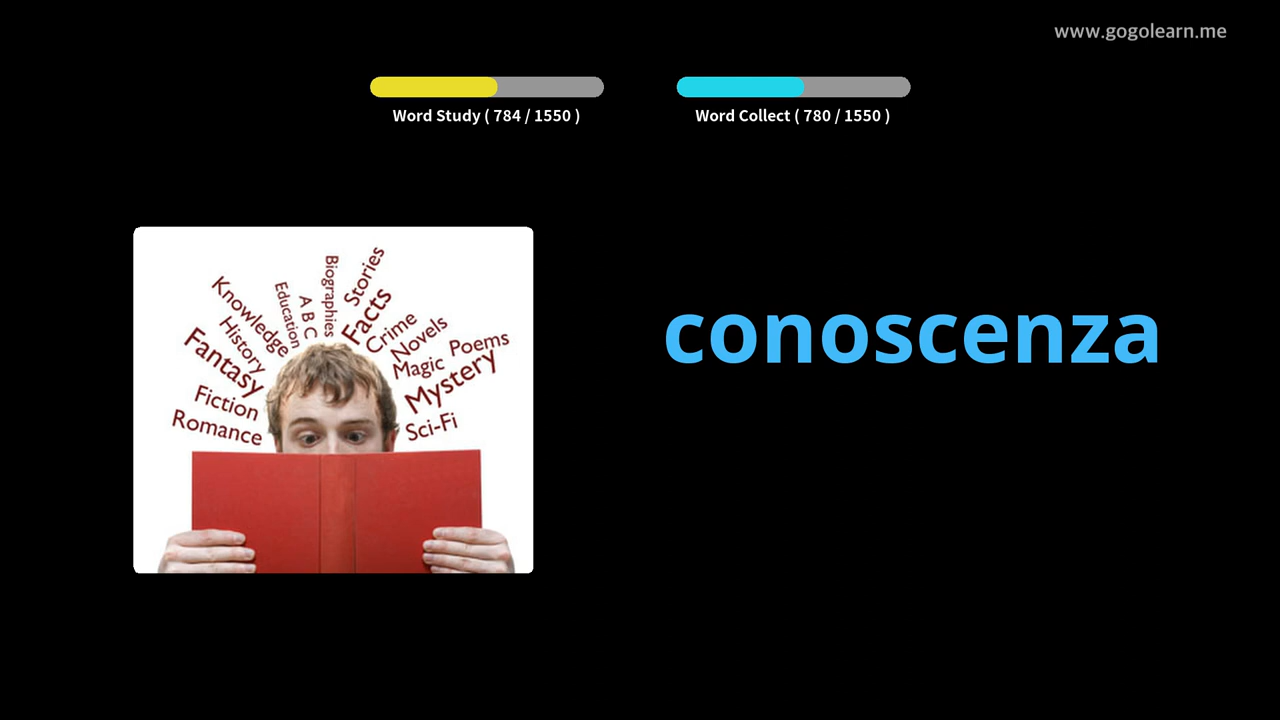 www.gogolearn.me
Word Study ( 784 / 1550 )
Word Collect ( 780 / 1550 )
Romance
Fiction
Fantasy
History
Knowledge
Education
A B C
Biographies
Stories
Facts
Crime
Novels
Magic
Poems
Mystery
Sci-Fi
conoscenza